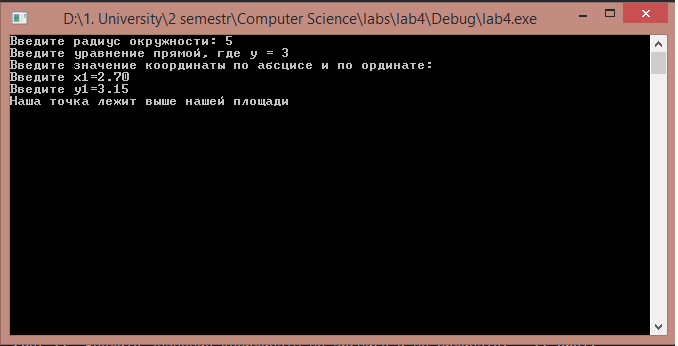 D:\1. University\2 semestr\Computer Science\labs\lab4\Debug\lab4.exe
Введите радиус окружности: 5
Введите уравнение прямой, где y = 3
Введите значение координаты по абсцисе и по ординате:
Введите x1=2.70
Введите y1=3.15
Наша точка лежит выше нашей площади